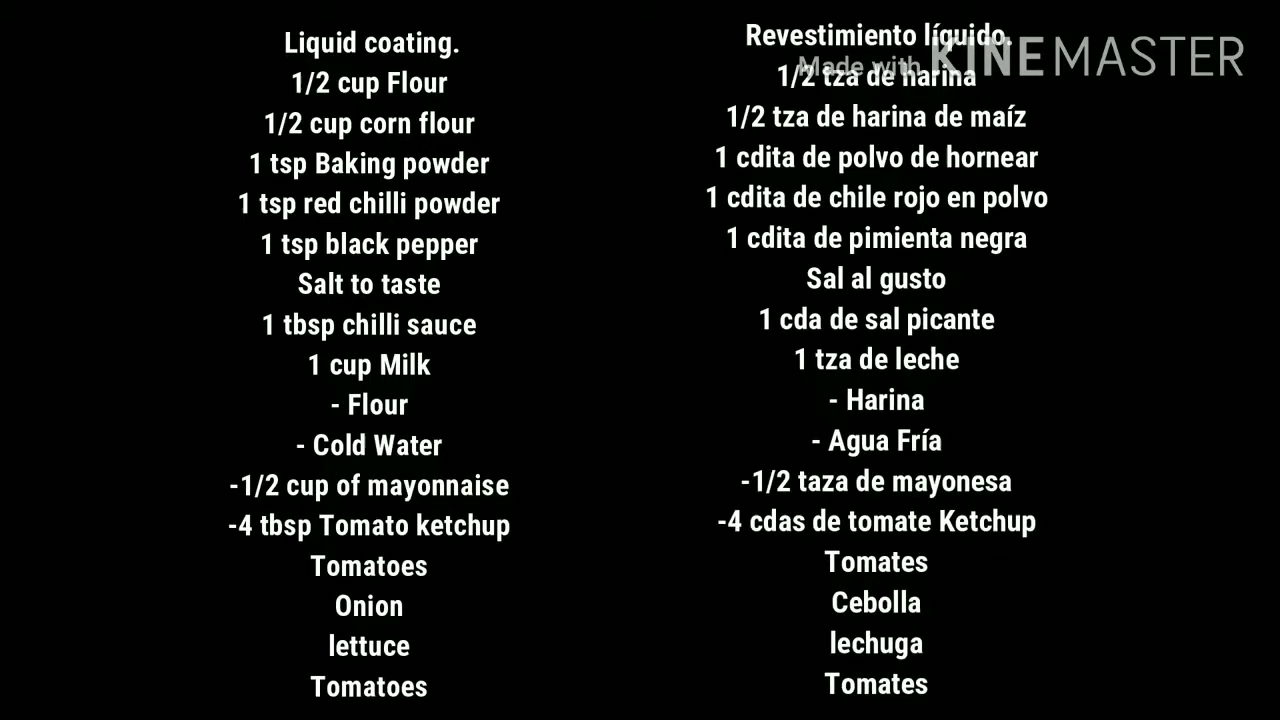 Liquid coating.
1/2 cup Flour
1/2 cup corn flour
1 tsp Baking powder
1 tsp red chilli powder
1 tsp black pepper
Salt to taste
1 tbsp chilli sauce
1 cup Milk
- Flour
- Cold Water
-1/2 cup of mayonnaise
-4 tbsp Tomato ketchup
Tomatoes
Onion
lettuce
Tomatoes
Revestimiento líquido.
1/2 tza de harina
1/2 tza de harina de maíz
1 cdita de polvo de hornear
1 cdita de chile rojo en polvo
1 cdita de pimienta negra
Sal al gusto
1 cda de sal picante
1 tza de leche
- Harina
- Agua Fría
-1/2 taza de mayonesa
-4 cdas de tomate Ketchup
Tomates
Cebolla
lechuga
Tomates
Made with KINEMASTER